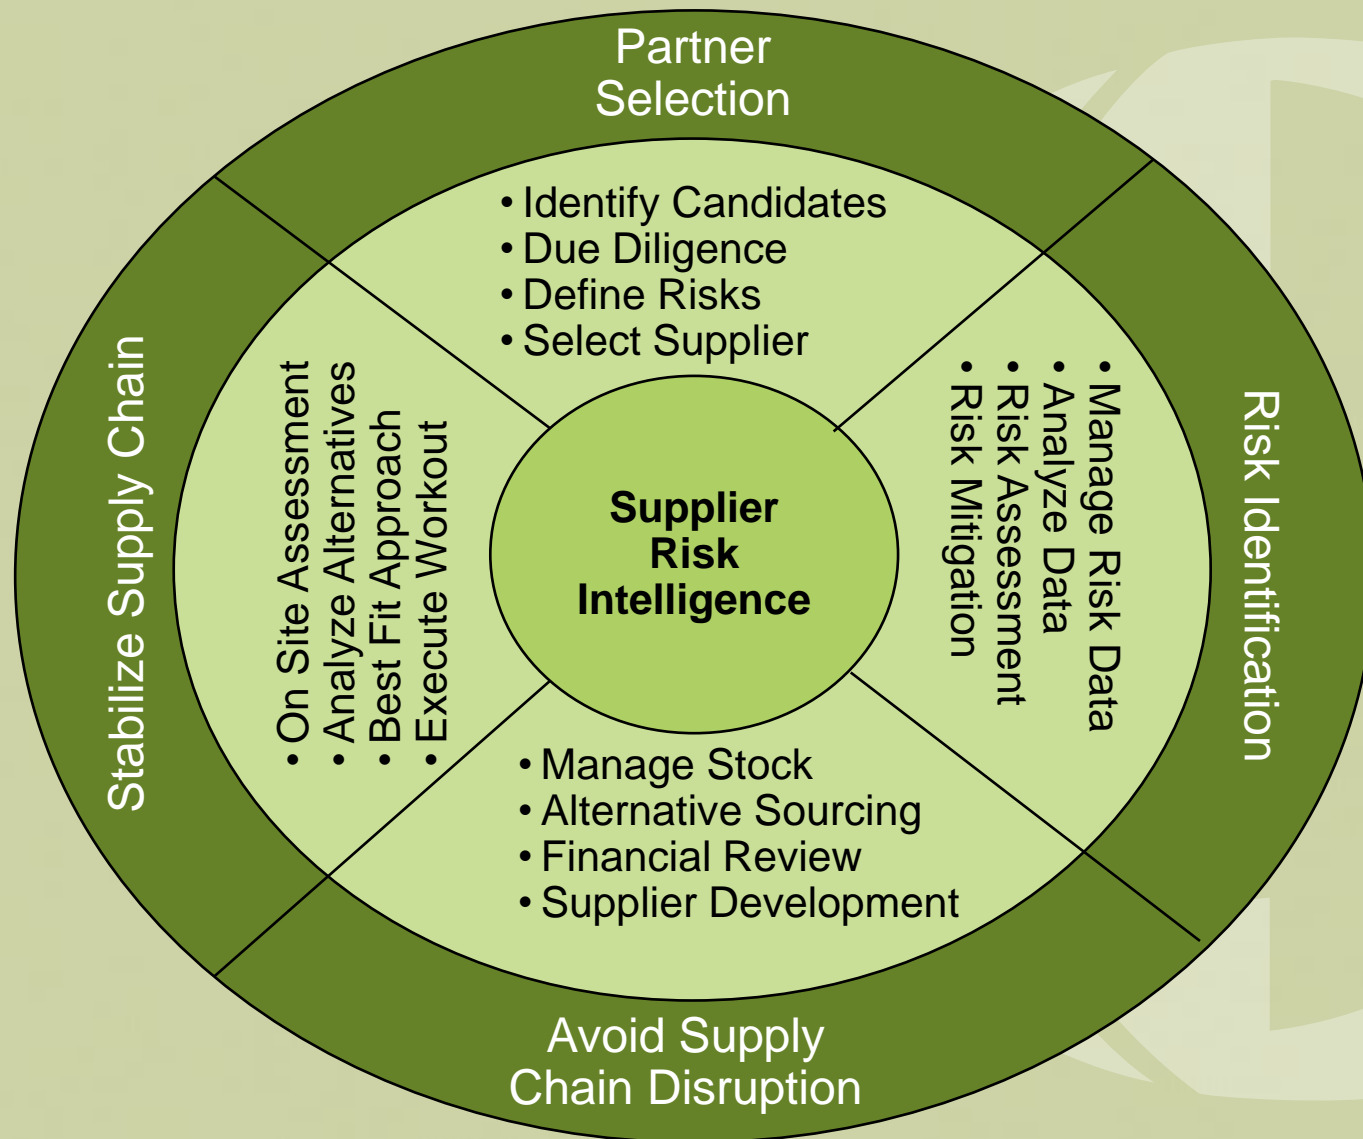 Partner
Selection
• Identify Candidates
• Due Diligence
• Define Risks
• Select Supplier
Risk Identification
• Manage Risk Data
• Analyze Data
• Risk Assessment
• Risk Mitigation
Supplier
Risk
Intelligence
• Manage Stock
• Alternative Sourcing
• Financial Review
• Supplier Development
Avoid Supply
Chain Disruption
Stabilize Supply Chain
• On Site Assessment
• Analyze Alternatives
• Best Fit Approach
• Execute Workout